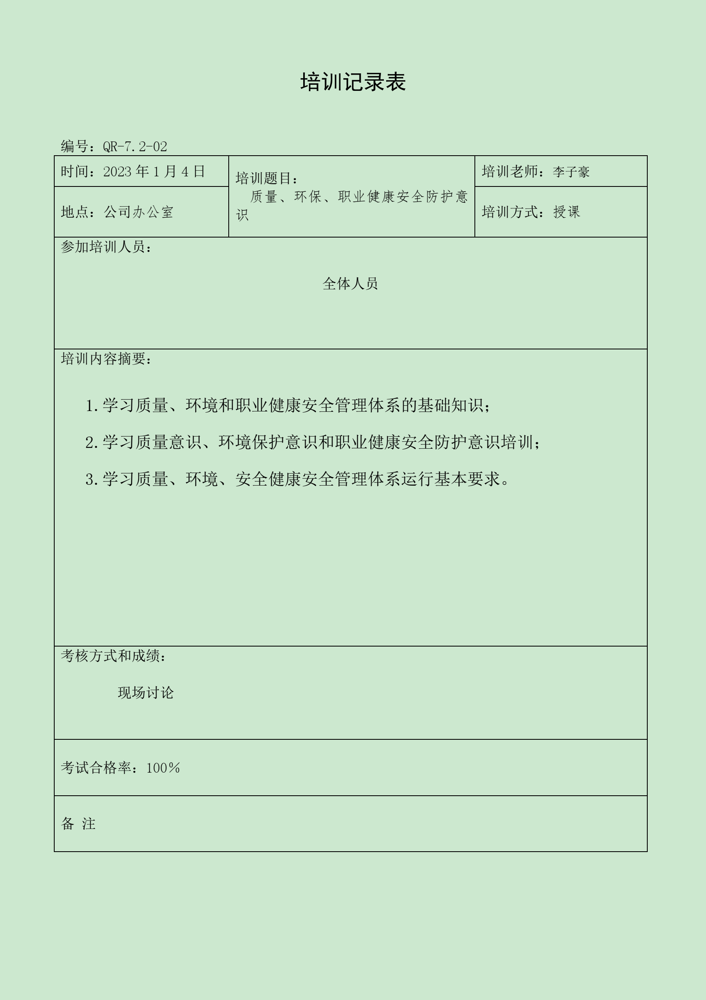 培训记录表
编号：QR-7.2-02
时间：2023 年 1 月 4 日
培训题目：
质量、环保、职业健康安全防护意
识
培训老师：李子豪
地点：公司办公室
培训方式：授课
参加培训人员：
全体人员
培训内容摘要：
1.学习质量、环境和职业健康安全管理体系的基础知识；
2.学习质量意识、环境保护意识和职业健康安全防护意识培训；
3.学习质量、环境、安全健康安全管理体系运行基本要求。
考核方式和成绩：
现场讨论
考试合格率：100％
备 注